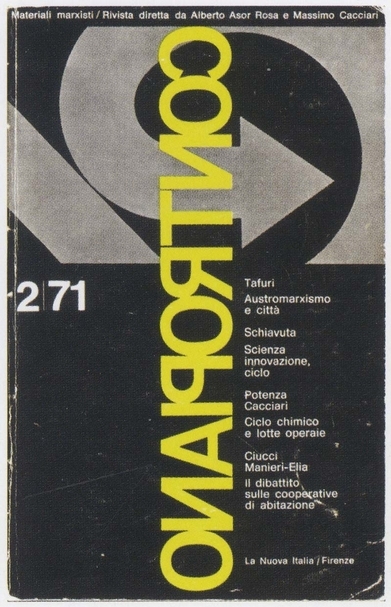 Materiali marxisti / Rivista diretta da Alberto Asor Rosa e Massimo Cacciari
CONTROPIANO
2/71
Tafuri
Austromarxismo
e città
Schiavuta
Scienza
innovazione,
ciclo
Potenza
Cacciari
Ciclo chimico
e lotte operaie
Ciucci
Manieri-Elia
Il dibattito
sulle cooperative
di abitazione
La Nuova Italia / Firenze